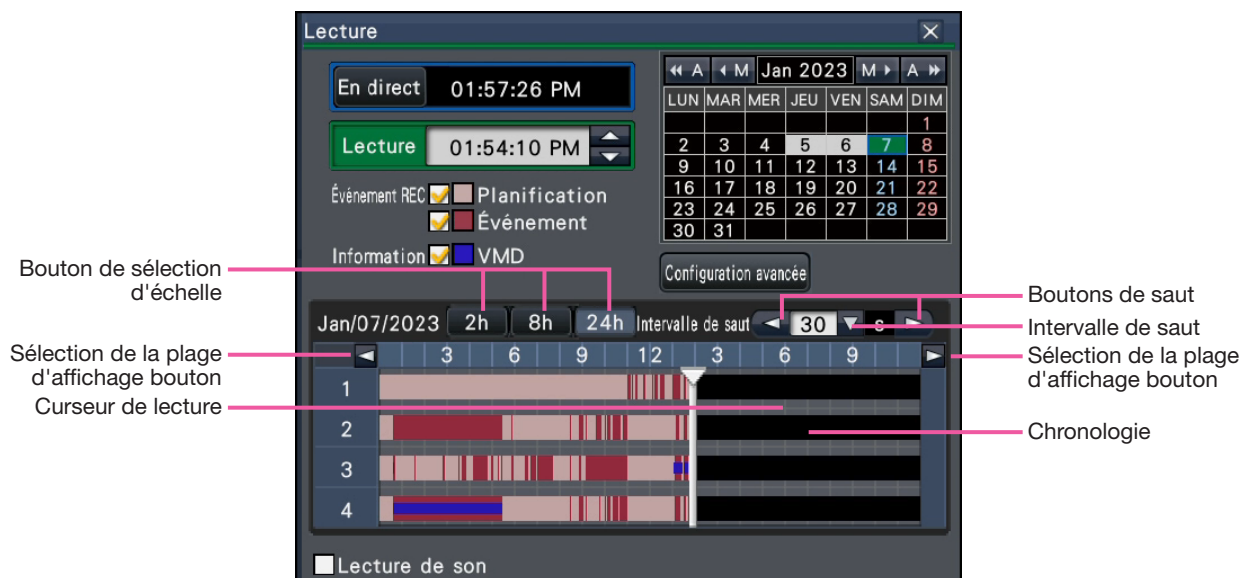 Lecture
En direct 01:57:26 PM
Lecture 01:54:10 PM
Événement REC Planification
Événement
Information VMD
A M Jan 2023 M A
LUN MAR MER JEU VEN SAM DIM
1
2 3 4 5 6 7 8
9 10 11 12 13 14 15
16 17 18 19 20 21 22
23 24 25 26 27 28 29
30 31
Configuration avancée
Bouton de sélection
d'échelle
Boutons de saut
Jan/07/2023 2h 8h 24h Intervalle de saut 30 s
Intervalle de saut
Sélection de la plage
d'affichage bouton
3 6 9 12 3 6 9
Sélection de la plage
d'affichage bouton
1
Curseur de lecture
2
Chronologie
3
4
Lecture de son